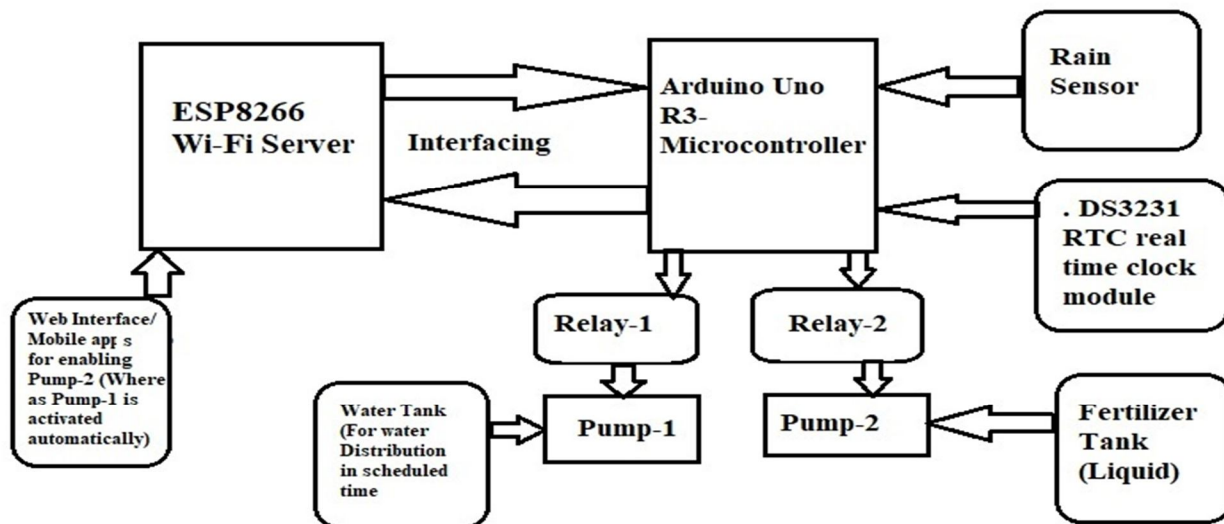 ESP8266
Wi-Fi Server
Interfacing
Arduino Uno
R3-
Microcontroller
Rain
Sensor
. DS3231
RTC real
time clock
module
Web Interface/
Mobile apps
for enabling
Pump-2 (Where
as Pump-1 is
activated
automatically)
Relay-1
Relay-2
Water Tank
(For water
Distribution
in scheduled
time
Pump-1
Pump-2
Fertilizer
Tank
(Liquid)